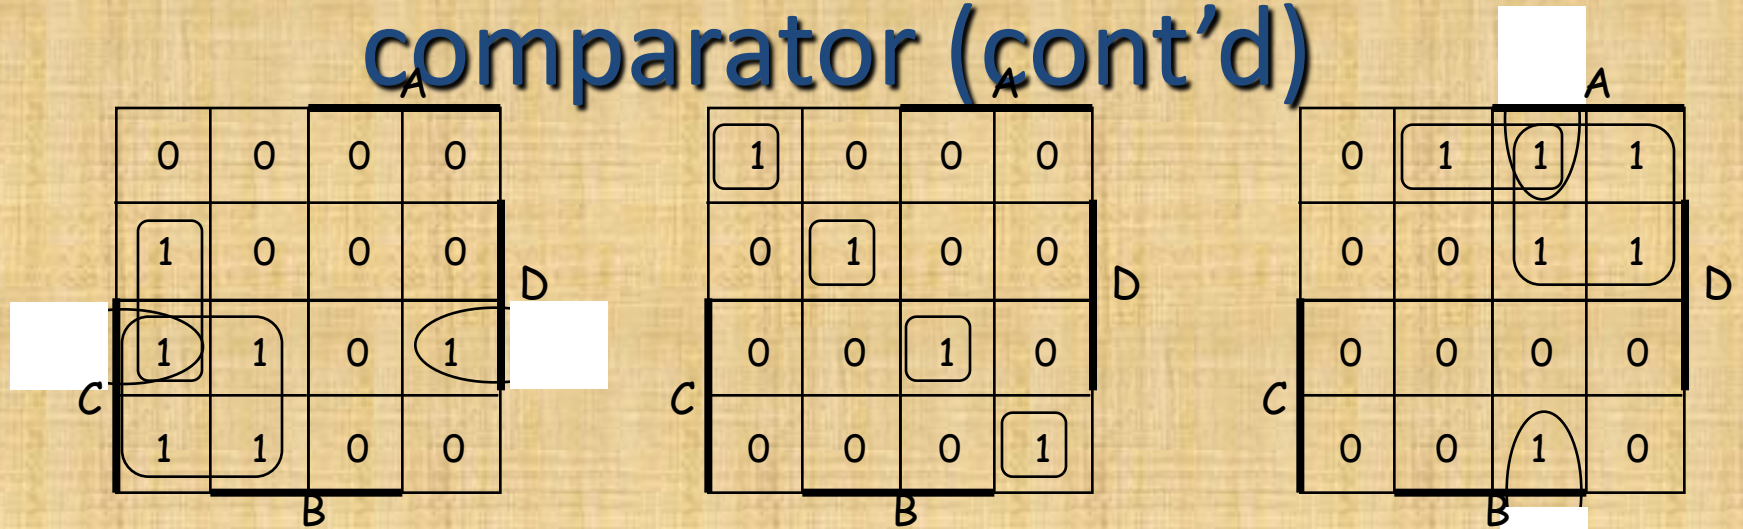 comparator (cont’d)
A A A
0 0 0 0 1 0 0 0 0 1 1 1
1 0 0 0 0 1 0 0 0 0 1 1
D D D
1 1 0 1 0 0 1 0 0 0 0 0
C C C
1 1 0 0 0 0 0 1 0 0 1 0
B B B